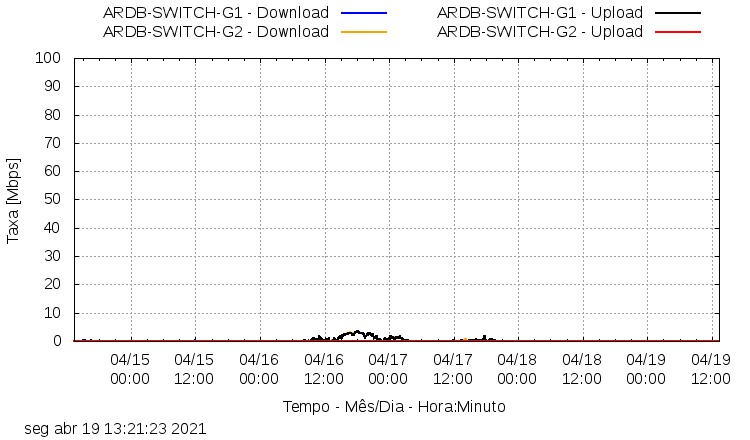 ARDB-SWITCH-G1 - Download
ARDB-SWITCH-G1 - Upload
ARDB-SWITCH-G2 - Download
ARDB-SWITCH-G2 - Upload
100
90
80
70
60
50
40
30
20
10
0
Taxa [Mbps]
04/15 04/15 04/16 04/16 04/17 04/17 04/18 04/18 04/19 04/19
00:00 12:00 00:00 12:00 00:00 12:00 00:00 12:00 00:00 12:00
Tempo - Mês/Dia - Hora:Minuto
seg abr 19 13:21:23 2021